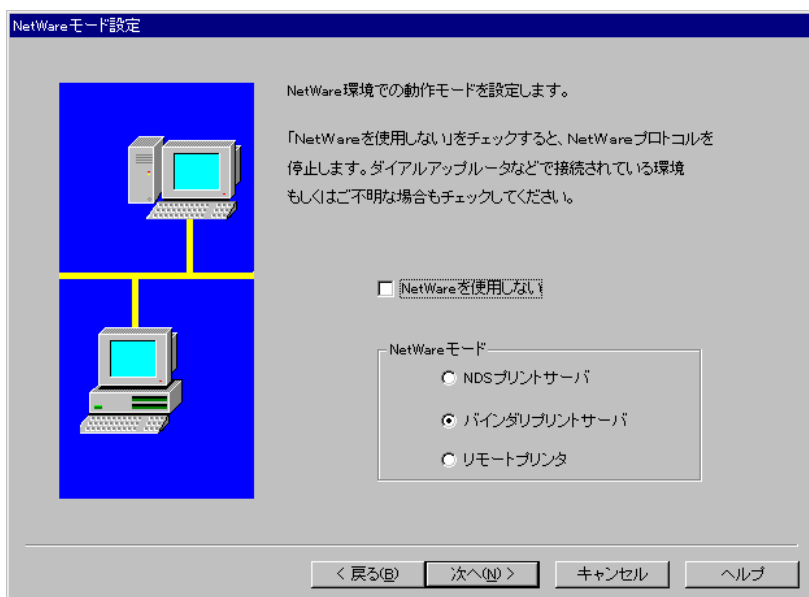 NetWareモード設定
NetWare環境での動作モードを設定します。
「NetWareを使用しない」をチェックすると、NetWareプロトコルを
停止します。ダイアルアップルータなどで接続されている環境
もしくはご不明な場合もチェックしてください。
NetWareを使用しない
NetWareモード
NDSプリントサーバ
バインダリプリントサーバ
リモートプリンタ
< 戻る(B) 次へ(N) > キャンセル ヘルプ